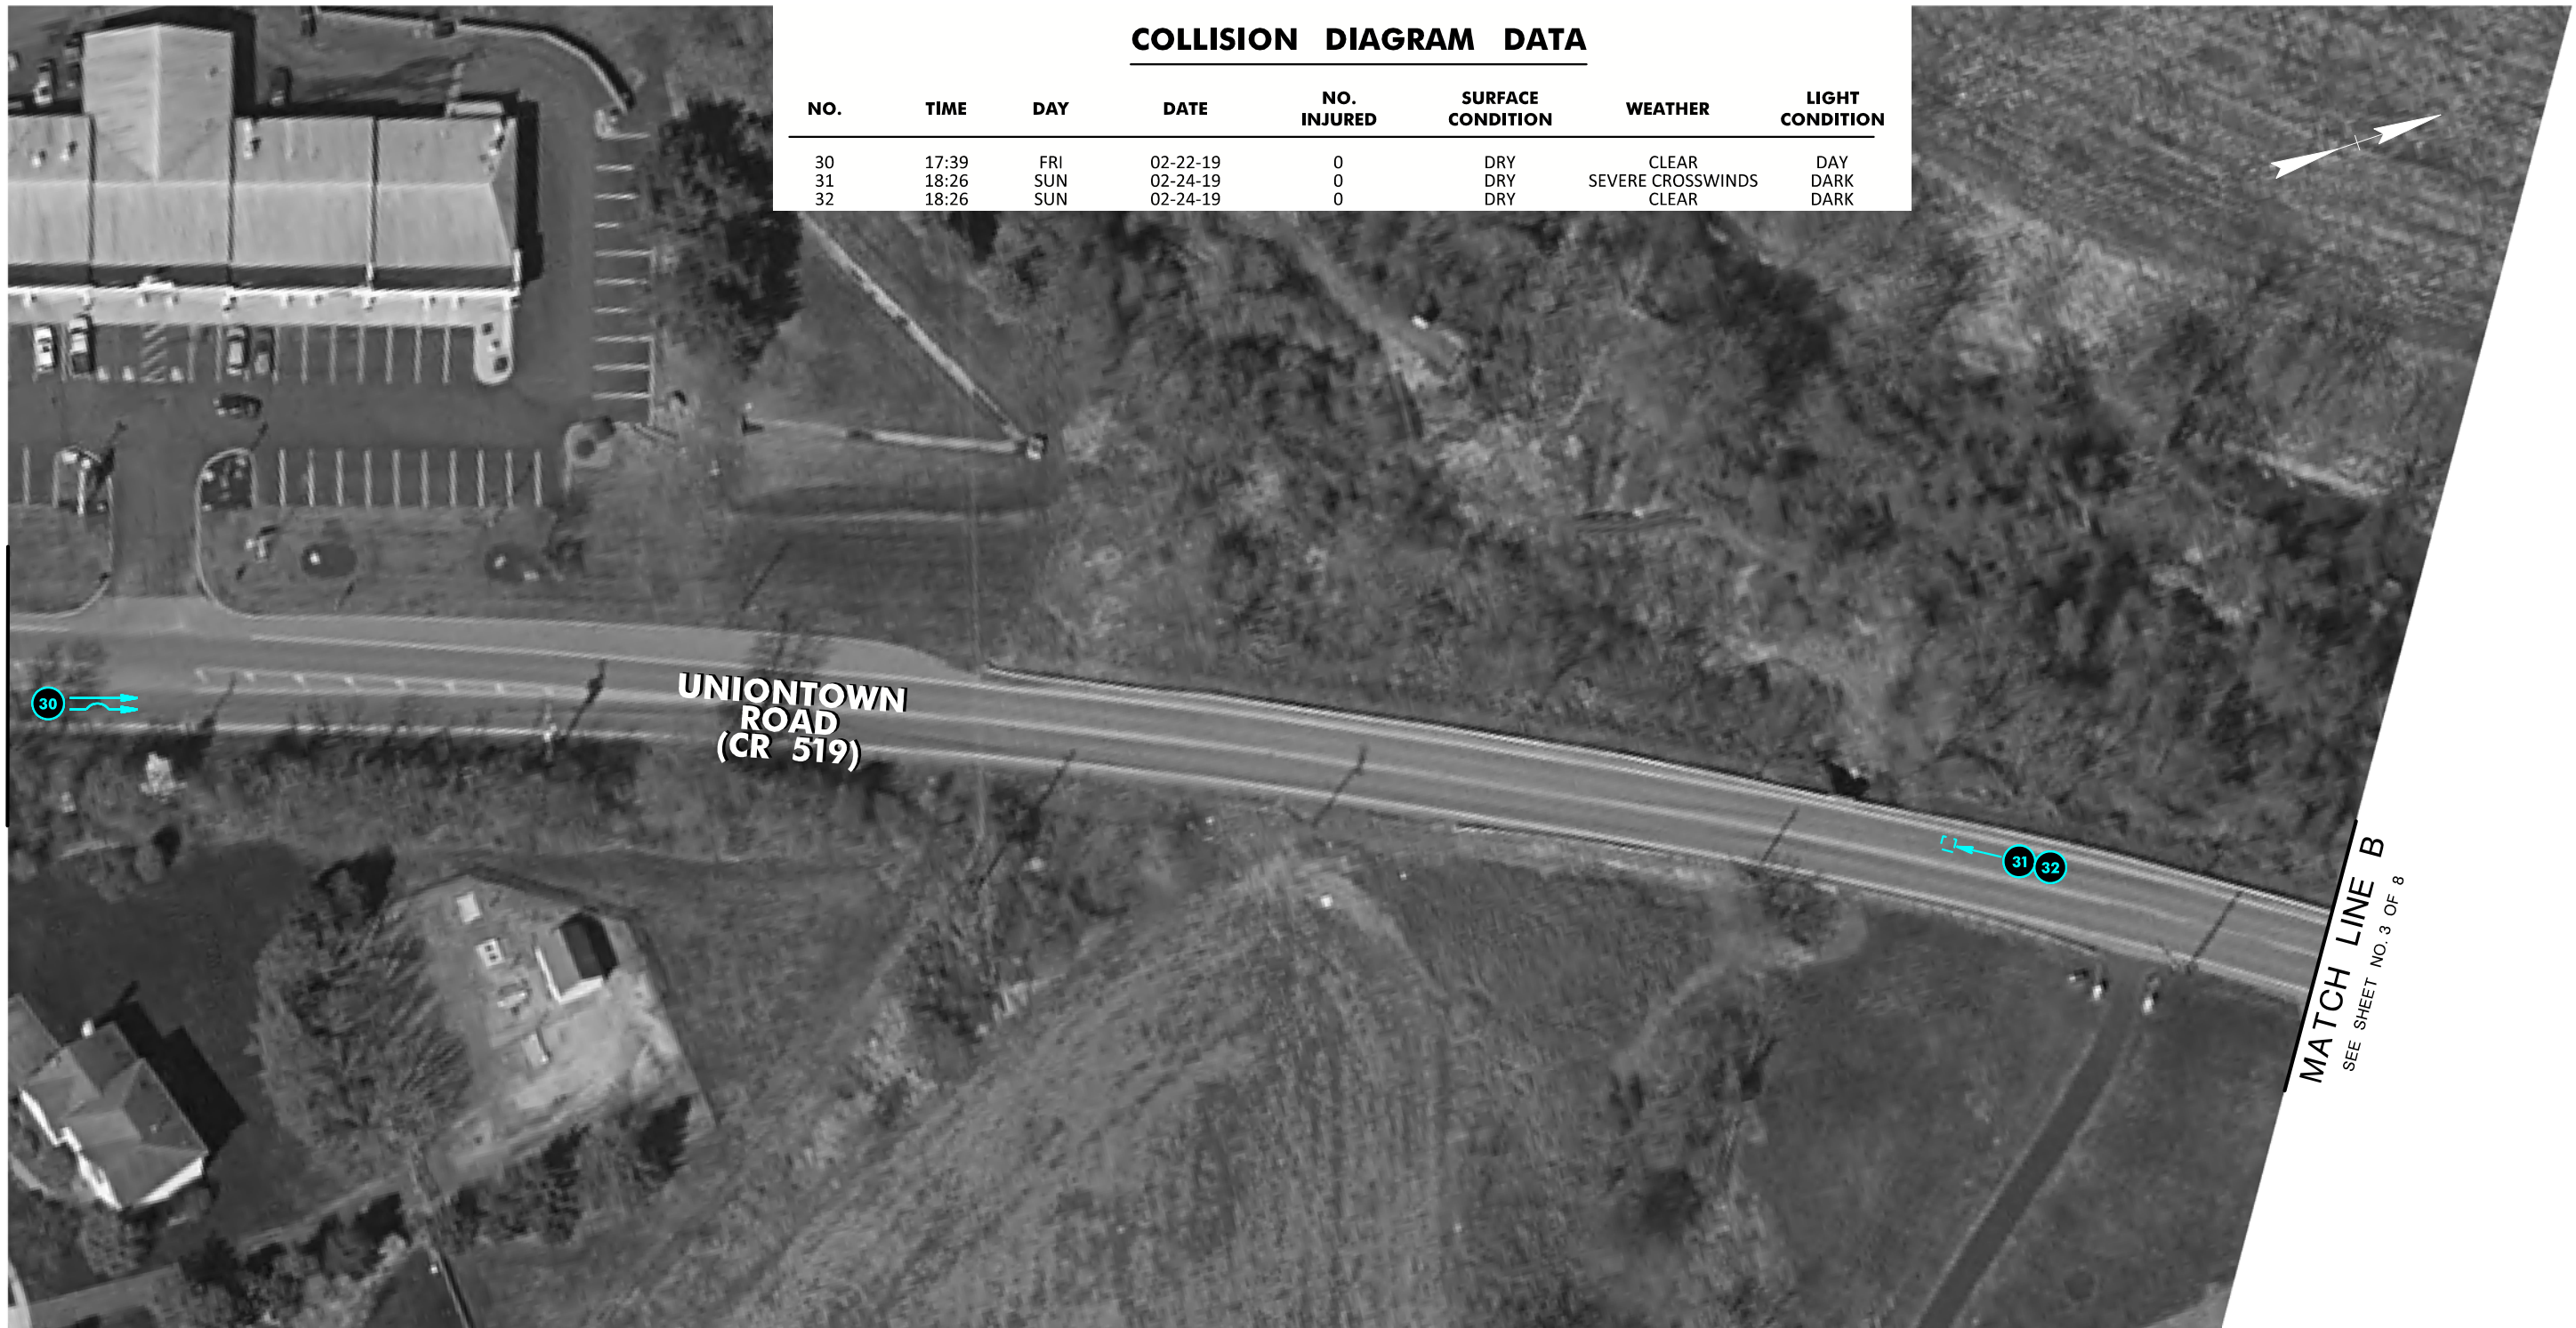 COLLISION DIAGRAM DATA
NO. TIME DAY DATE NO. INJURED SURFACE CONDITION WEATHER LIGHT CONDITION
30 17:39 FRI 02-22-19 0 DRY CLEAR DAY
31 18:26 SUN 02-24-19 0 DRY SEVERE CROSSWINDS DARK
32 18:26 SUN 02-24-19 0 DRY CLEAR DARK
UNIONTOWN
ROAD
(CR 519)
30
31 32
MATCH LINE B
SEE SHEET NO. 3 OF 8